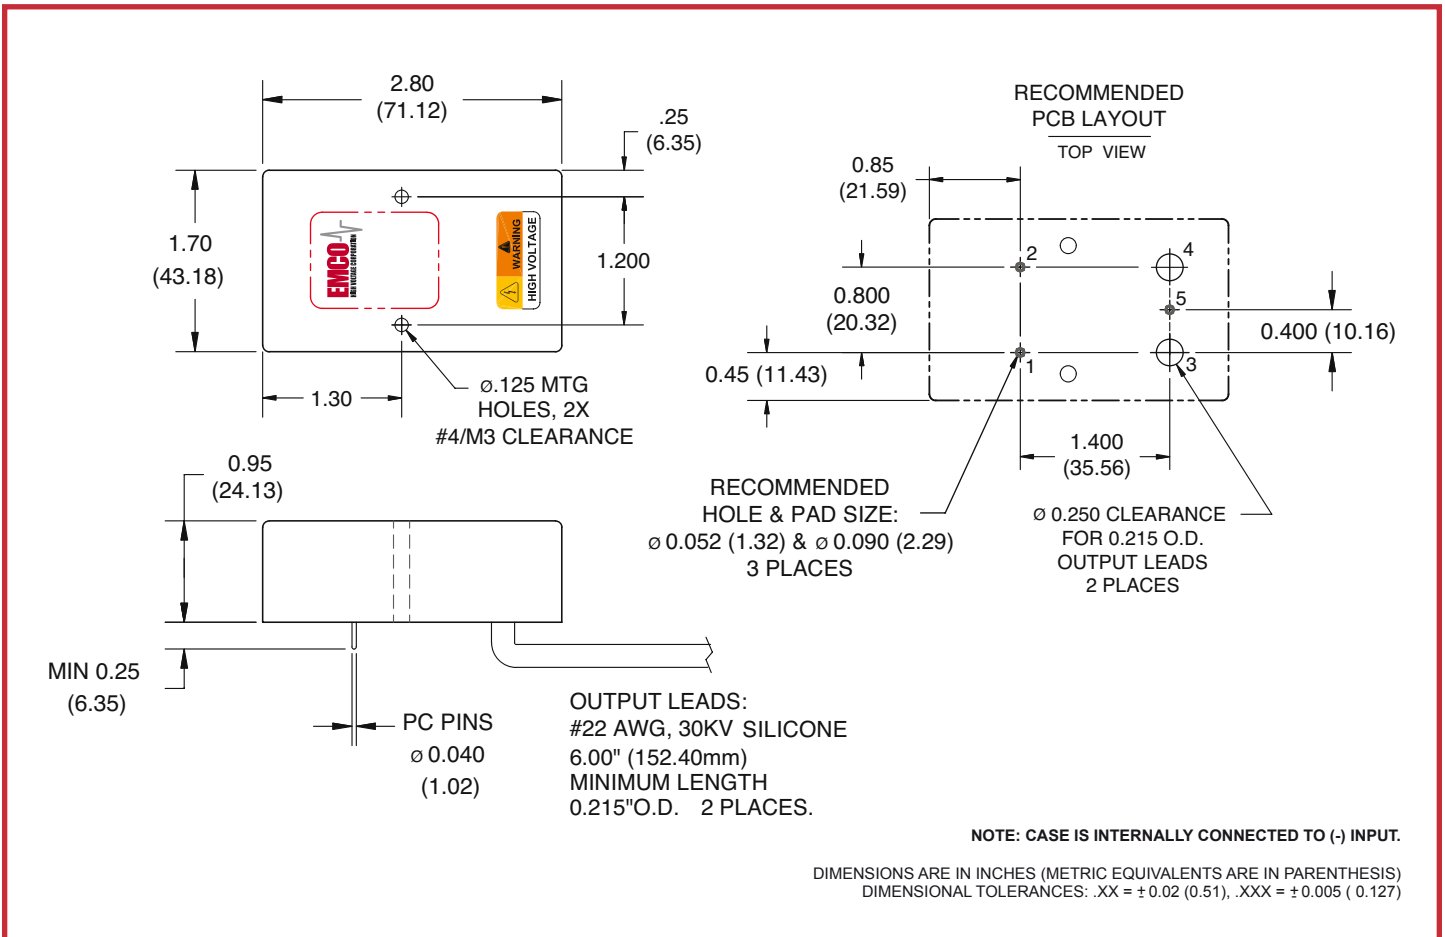 2.80
(71.12)
.25
(6.35)
1.70
(43.18)
EMCO
HIGH VOLTAGE CORPORATION
WARNING
HIGH VOLTAGE
1.200
1.30
Ø.125 MTG
HOLES, 2X
#4/M3 CLEARANCE
RECOMMENDED
PCB LAYOUT
TOP VIEW
0.85
(21.59)
2
4
5
0.800
(20.32)
0.400 (10.16)
0.45 (11.43)
1
3
1.400
(35.56)
RECOMMENDED
HOLE & PAD SIZE:
Ø 0.052 (1.32) & Ø 0.090 (2.29)
3 PLACES
Ø 0.250 CLEARANCE
FOR 0.215 O.D.
OUTPUT LEADS
2 PLACES
0.95
(24.13)
MIN 0.25
(6.35)
PC PINS
Ø 0.040
(1.02)
OUTPUT LEADS:
#22 AWG, 30KV SILICONE
6.00" (152.40mm)
MINIMUM LENGTH
0.215"O.D. 2 PLACES.
NOTE: CASE IS INTERNALLY CONNECTED TO (-) INPUT.
DIMENSIONS ARE IN INCHES (METRIC EQUIVALENTS ARE IN PARENTHESIS)
DIMENSIONAL TOLERANCES: .XX = ±0.02 (0.51), .XXX = ±0.005 ( 0.127)